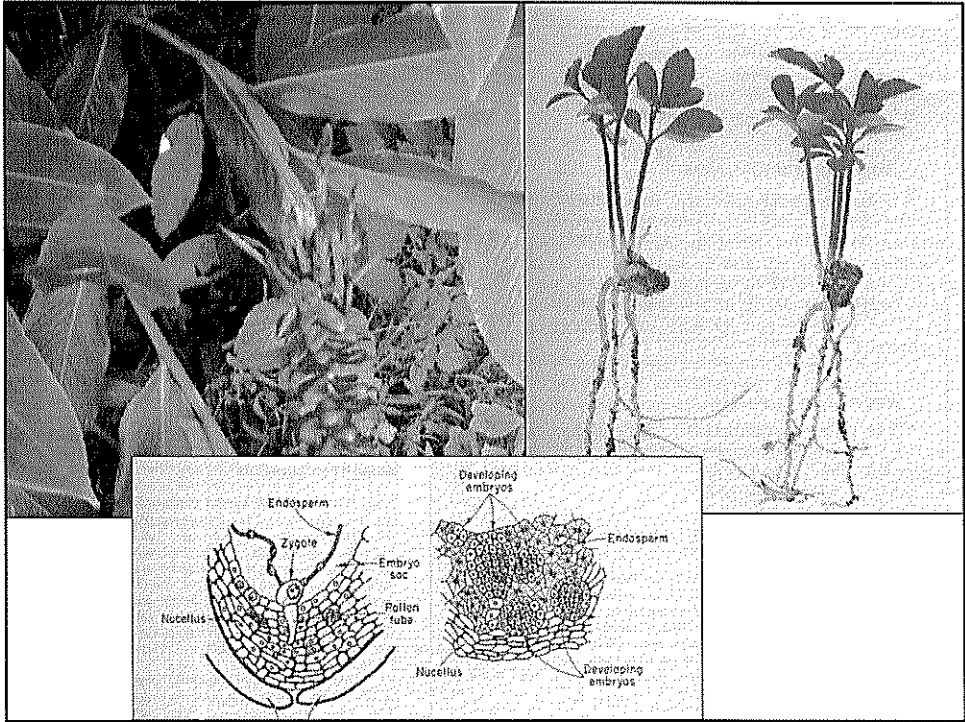 Endosperm
Zygote
Embryo
sac
Pollen
tube
Nucellus
Developing
embryos
Endosperm
Nucellus
Developing
embryos